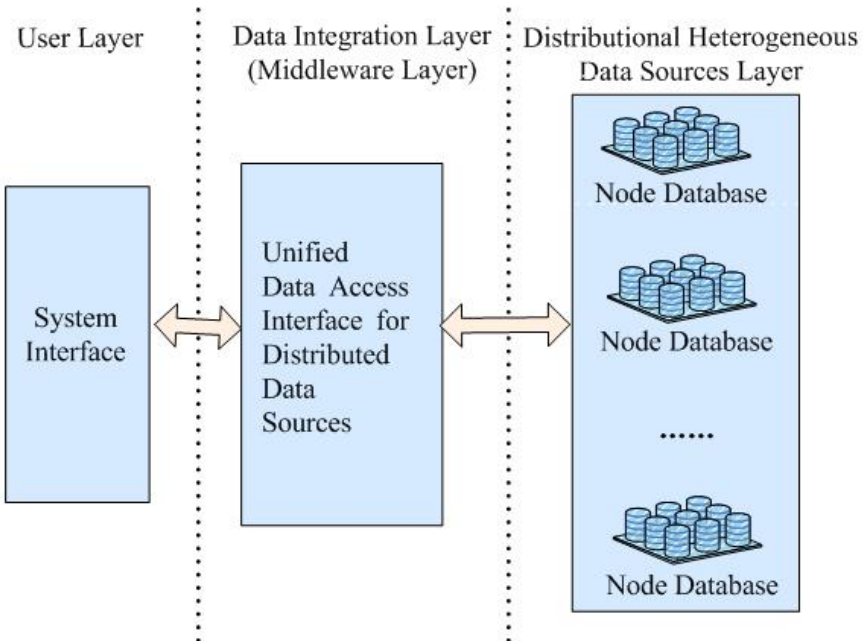 User Layer
Data Integration Layer
(Middleware Layer)
Distributional Heterogeneous
Data Sources Layer
System
Interface
Unified
Data Access
Interface for
Distributed
Data
Sources
Node Database
Node Database
......
Node Database